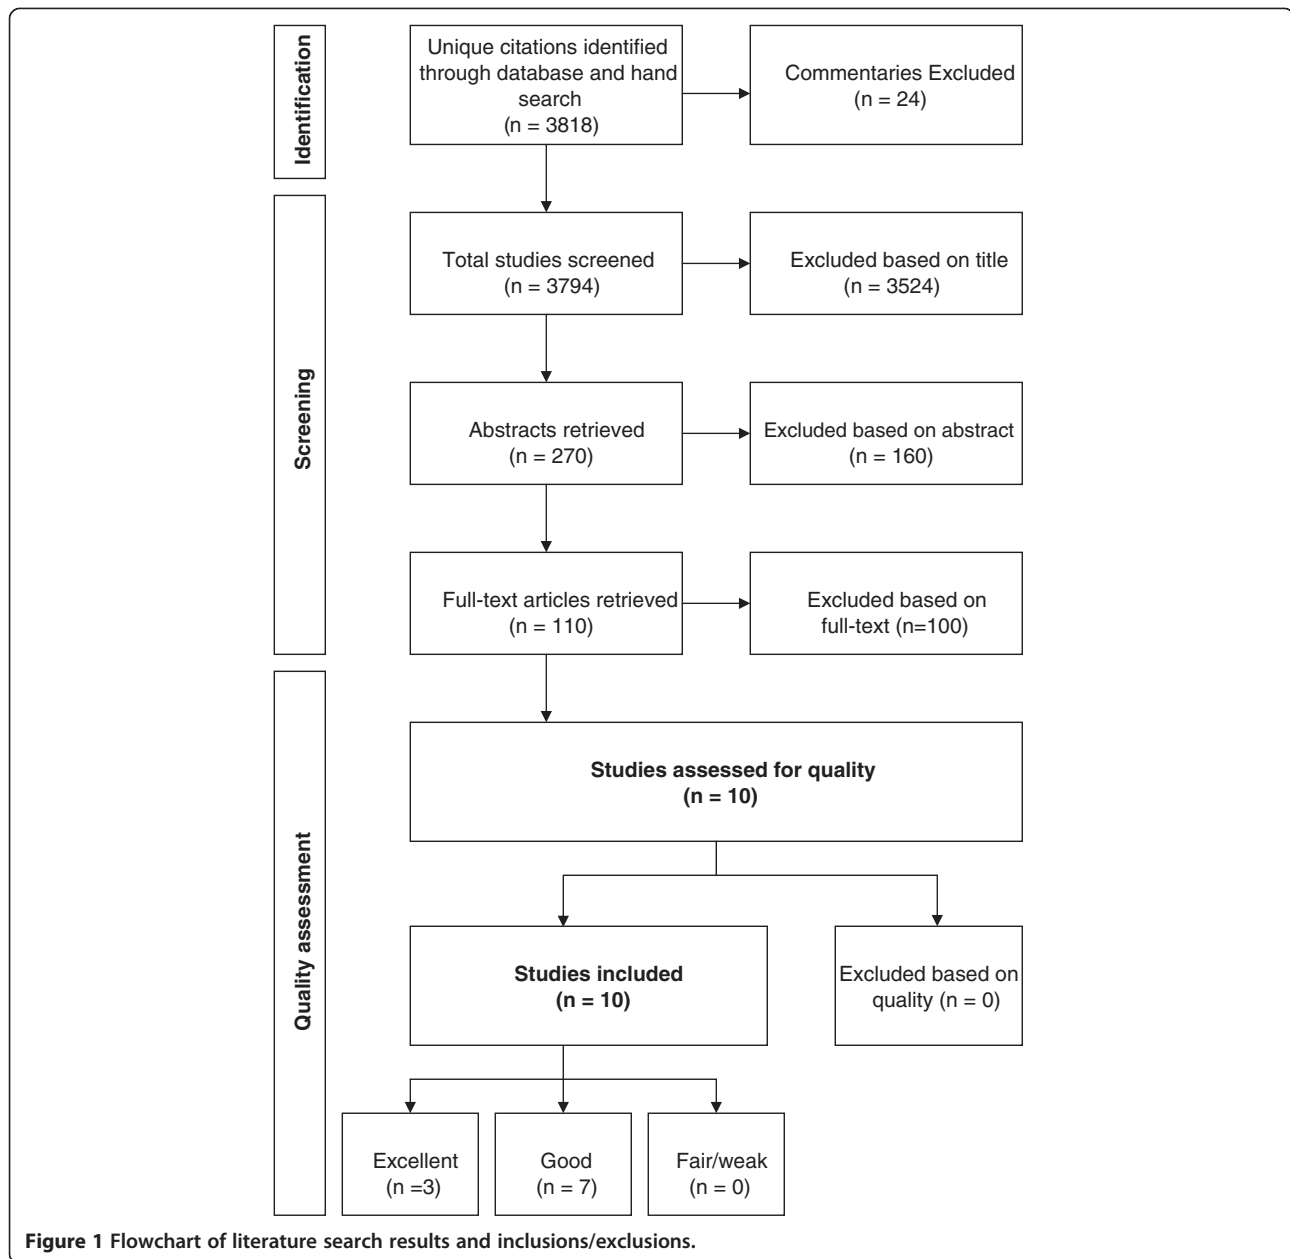 Identification
Unique citations identified
through database and hand
search
(n = 3818)
Commentaries Excluded
(n = 24)
Screening
Total studies screened
(n = 3794)
Excluded based on title
(n = 3524)
Abstracts retrieved
(n = 270)
Excluded based on abstract
(n = 160)
Full-text articles retrieved
(n = 110)
Excluded based on
full-text (n=100)
Quality assessment
Studies assessed for quality
(n = 10)
Studies included
(n = 10)
Excluded based on
quality (n = 0)
Excellent
(n =3)
Good
(n = 7)
Fair/weak
(n = 0)
Figure 1 Flowchart of literature search results and inclusions/exclusions.